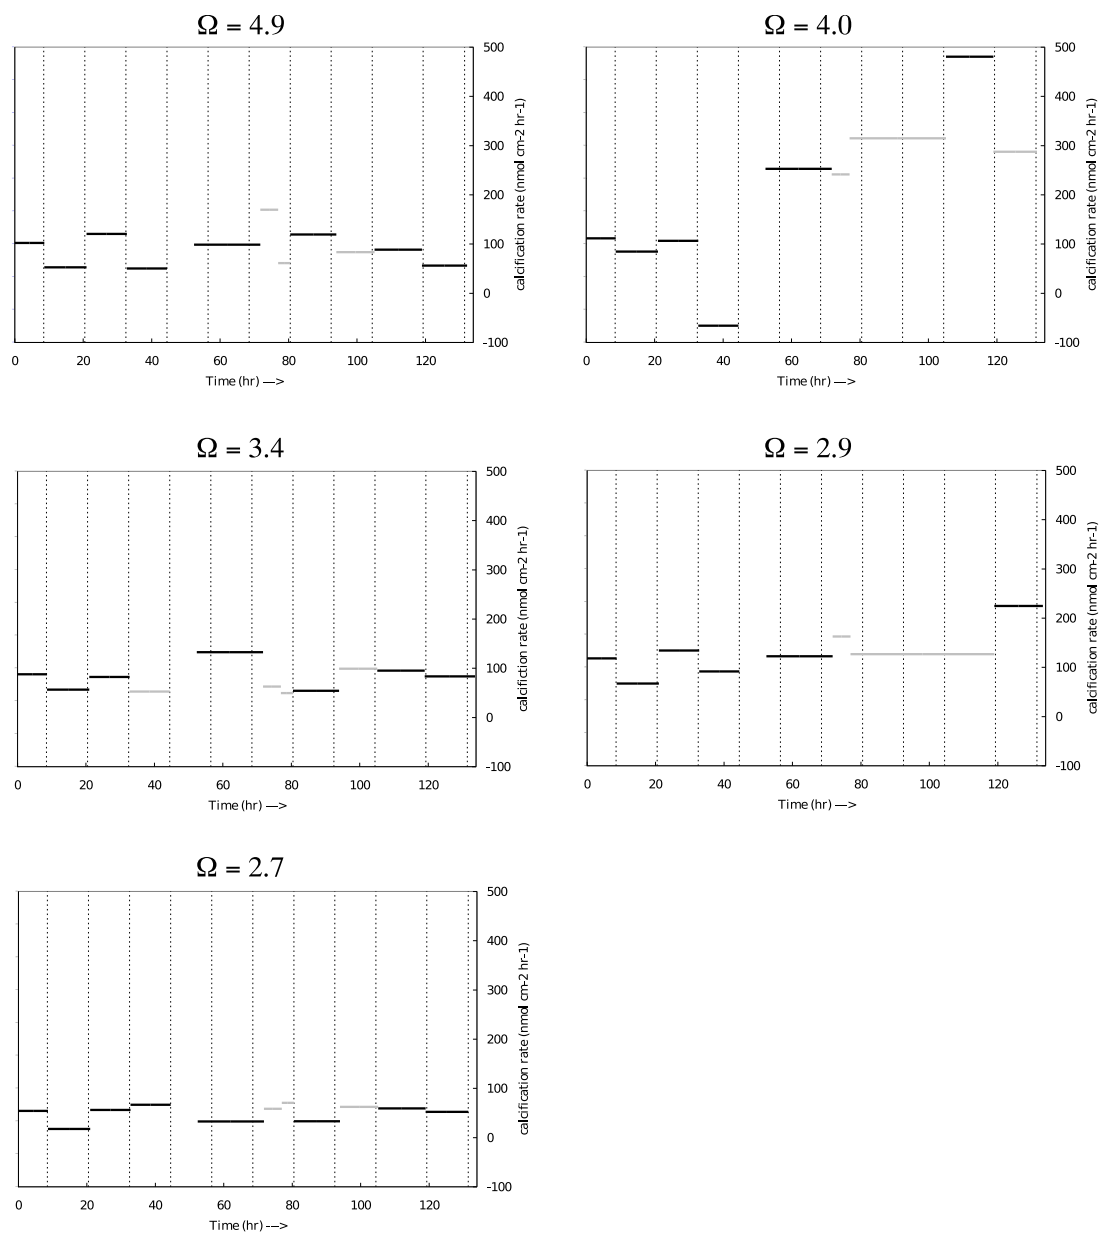 Ω = 4.9
500
400
300
200
100
0
-100
calcification rate (nmol cm-2 hr-1)
0 20 40 60 80 100 120
Time (hr) --->
Ω = 4.0
500
400
300
200
100
0
-100
calcification rate (nmol cm-2 hr-1)
0 20 40 60 80 100 120
Time (hr) --->
Ω = 3.4
500
400
300
200
100
0
-100
calcifiction rate (nmol cm-2 hr-1)
0 20 40 60 80 100 120
Time (hr) --->
Ω = 2.9
500
400
300
200
100
0
-100
calcification rate (nmol cm-2 hr-1)
0 20 40 60 80 100 120
Time (hr) --->
Ω = 2.7
500
400
300
200
100
0
-100
calcification rate (nmol cm-2 hr-1)
0 20 40 60 80 100 120
Time (hr) --->